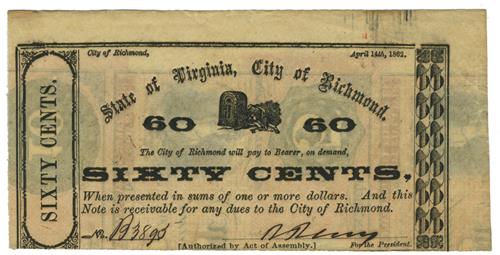 City of Richmond, April 14th, 1862.
State of Virginia, City of Richmond.
60 60
The City of Richmond will pay to Bearer, on demand,
SIXTY CENTS,
When presented in sums of one or more dollars. And this
Note is receivable for any dues to the City of Richmond.
No. B3895
[Authorized by Act of Assembly.] For the President.
SIXTY CENTS.